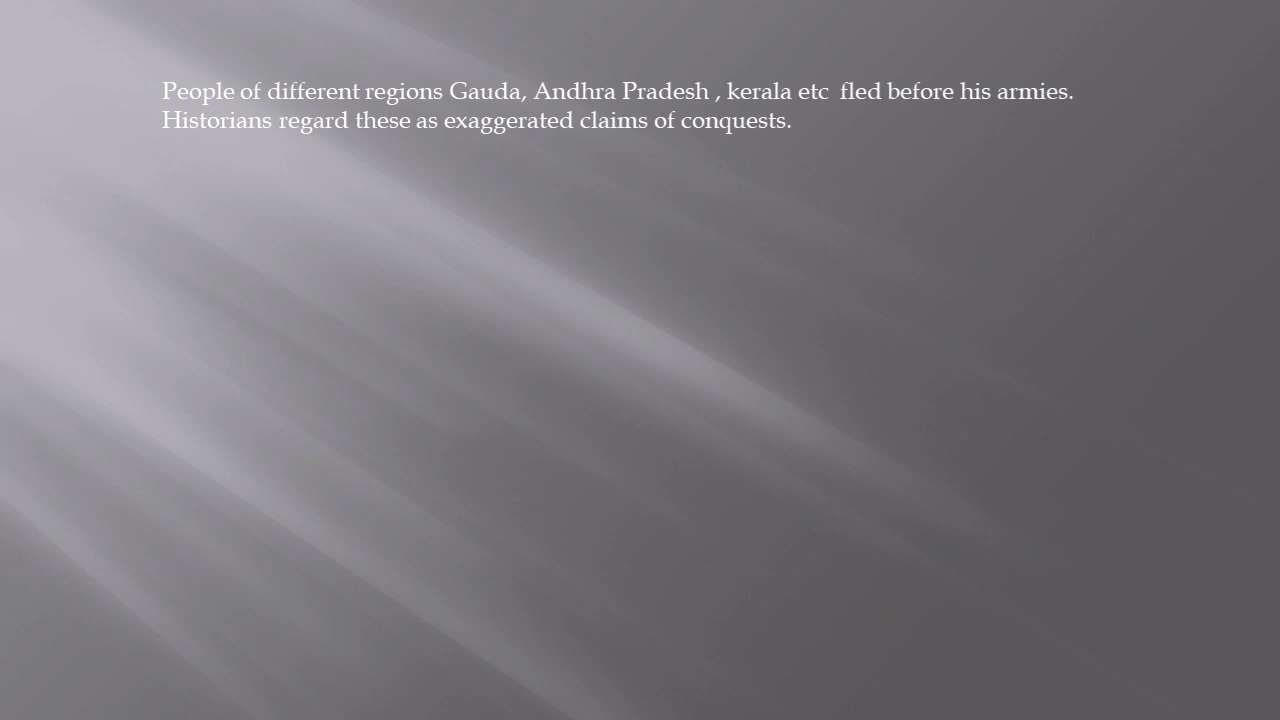 People of different regions Gauda, Andhra Pradesh , kerala etc  fled before his armies.
Historians regard these as exaggerated claims of conquests.